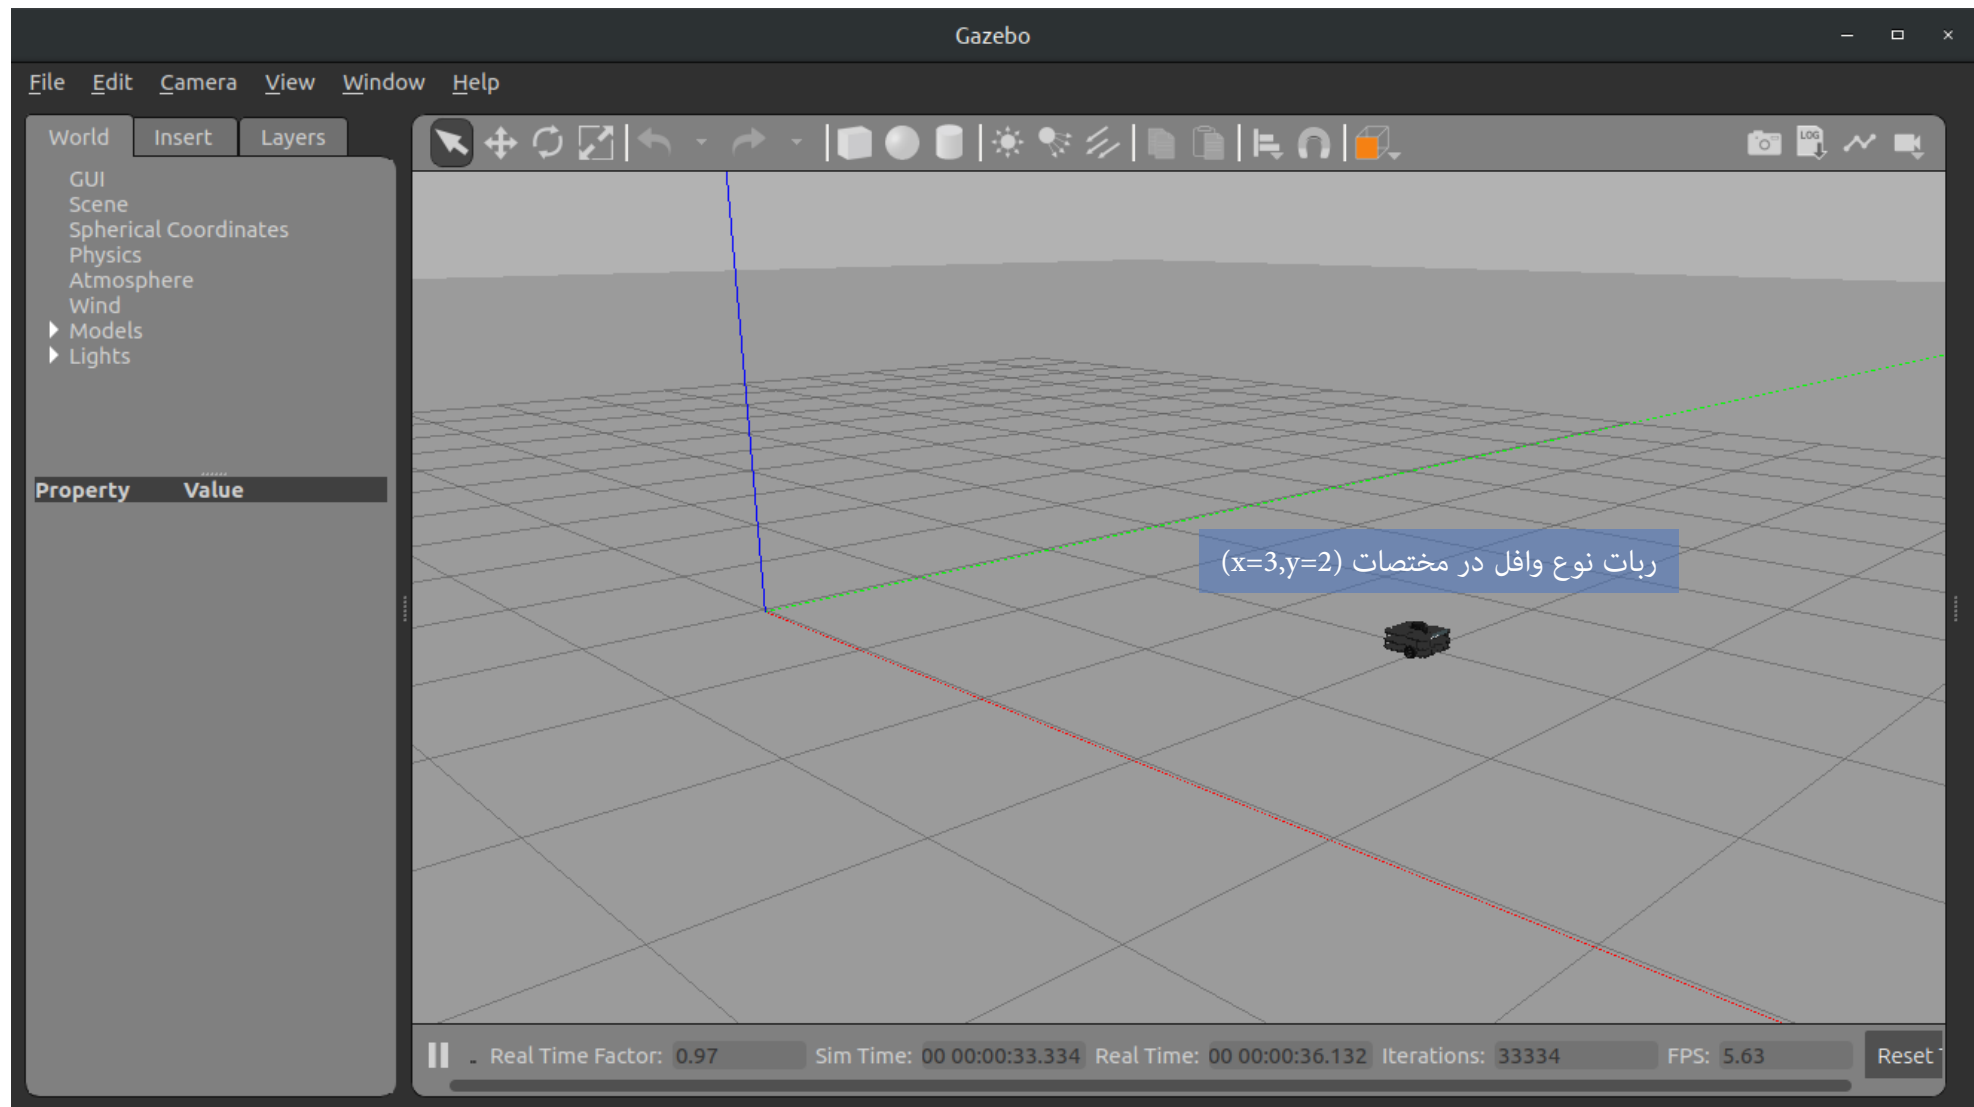 Gazebo
File Edit Camera View Window Help
World Insert Layers
GUI
Scene
Spherical Coordinates
Physics
Atmosphere
Wind
Models
Lights
Property Value
LOG
ربات نوع وافل در مختصات (x=3,y=2)
Real Time Factor: 0.97 Sim Time: 00 00:00:33.334 Real Time: 00 00:00:36.132 Iterations: 33334 FPS: 5.63 Reset